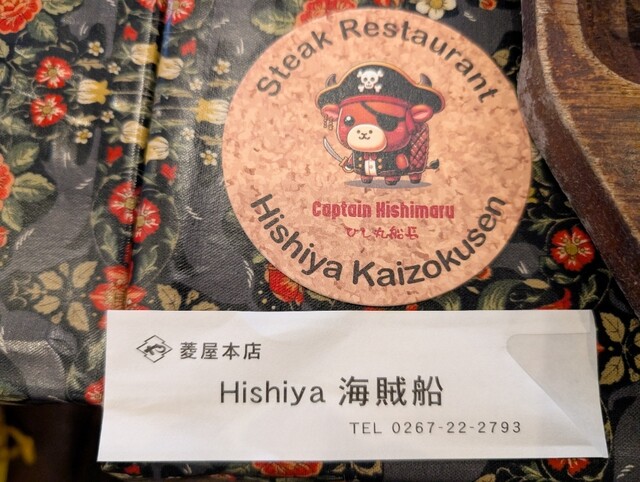 Steak Restaurant
Captain Hishimaru
ひし丸船長
Hishiya Kaizokusen
菱屋本店
Hishiya 海賊船
TEL 0267-22-2793